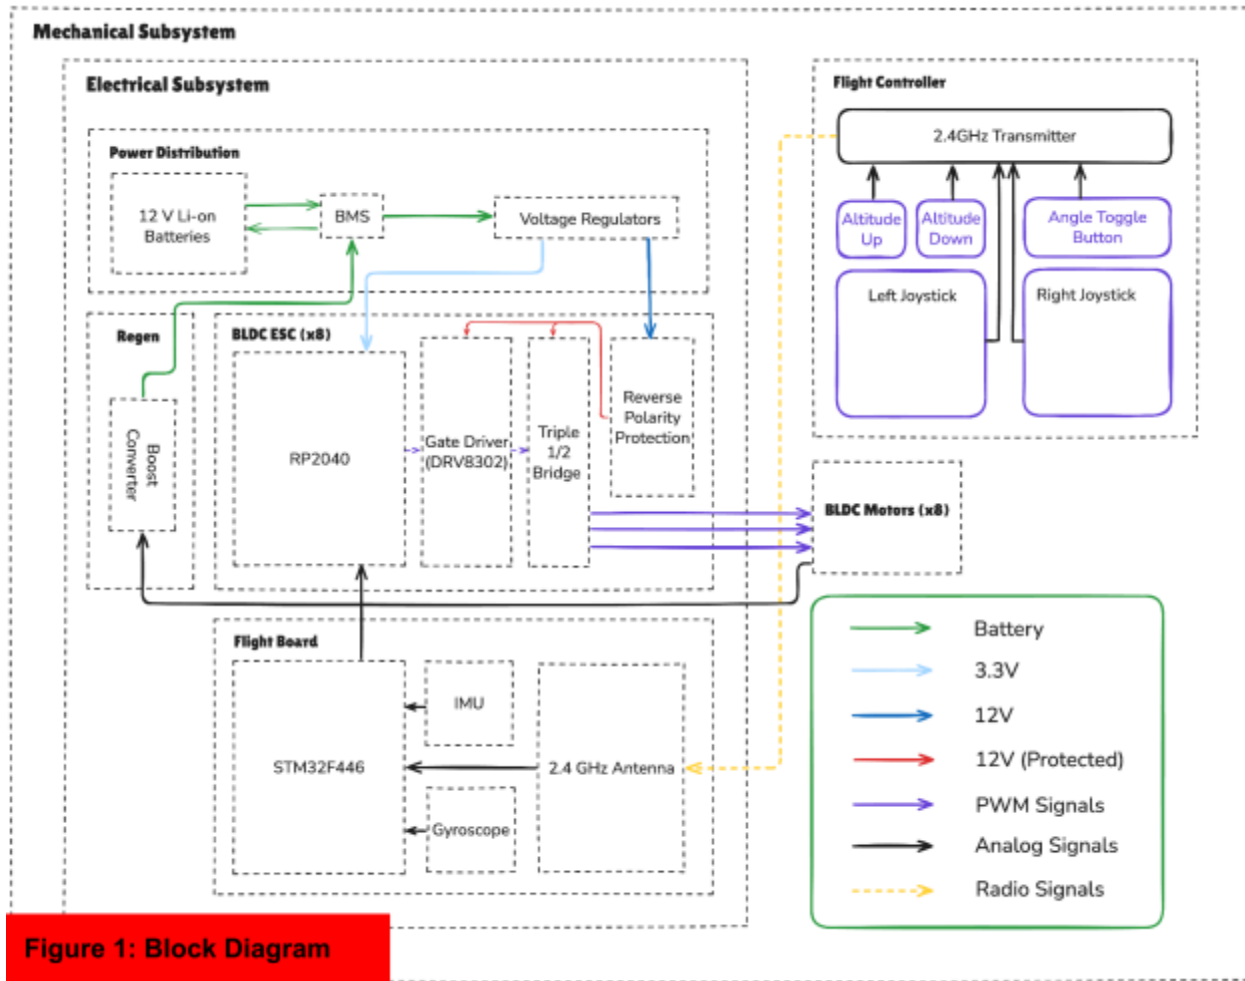 Mechanical Subsystem
Electrical Subsystem
Power Distribution
12 V Li-on
Batteries
BMS
Voltage Regulators
Regen
Boost
Converter
BLDC ESC (x8)
RP2040
Gate Driver
(DRV8302)
Triple
1/2
Bridge
Reverse
Polarity
Protection
Flight Board
STM32F446
IMU
2.4 GHz Antenna
Gyroscope
Flight Controller
2.4GHz Transmitter
Altitude
Up
Altitude
Down
Angle Toggle
Button
Left Joystick
Right Joystick
BLDC Motors (x8)
Battery
3.3V
12V
12V (Protected)
PWM Signals
Analog Signals
Radio Signals
Figure 1: Block Diagram